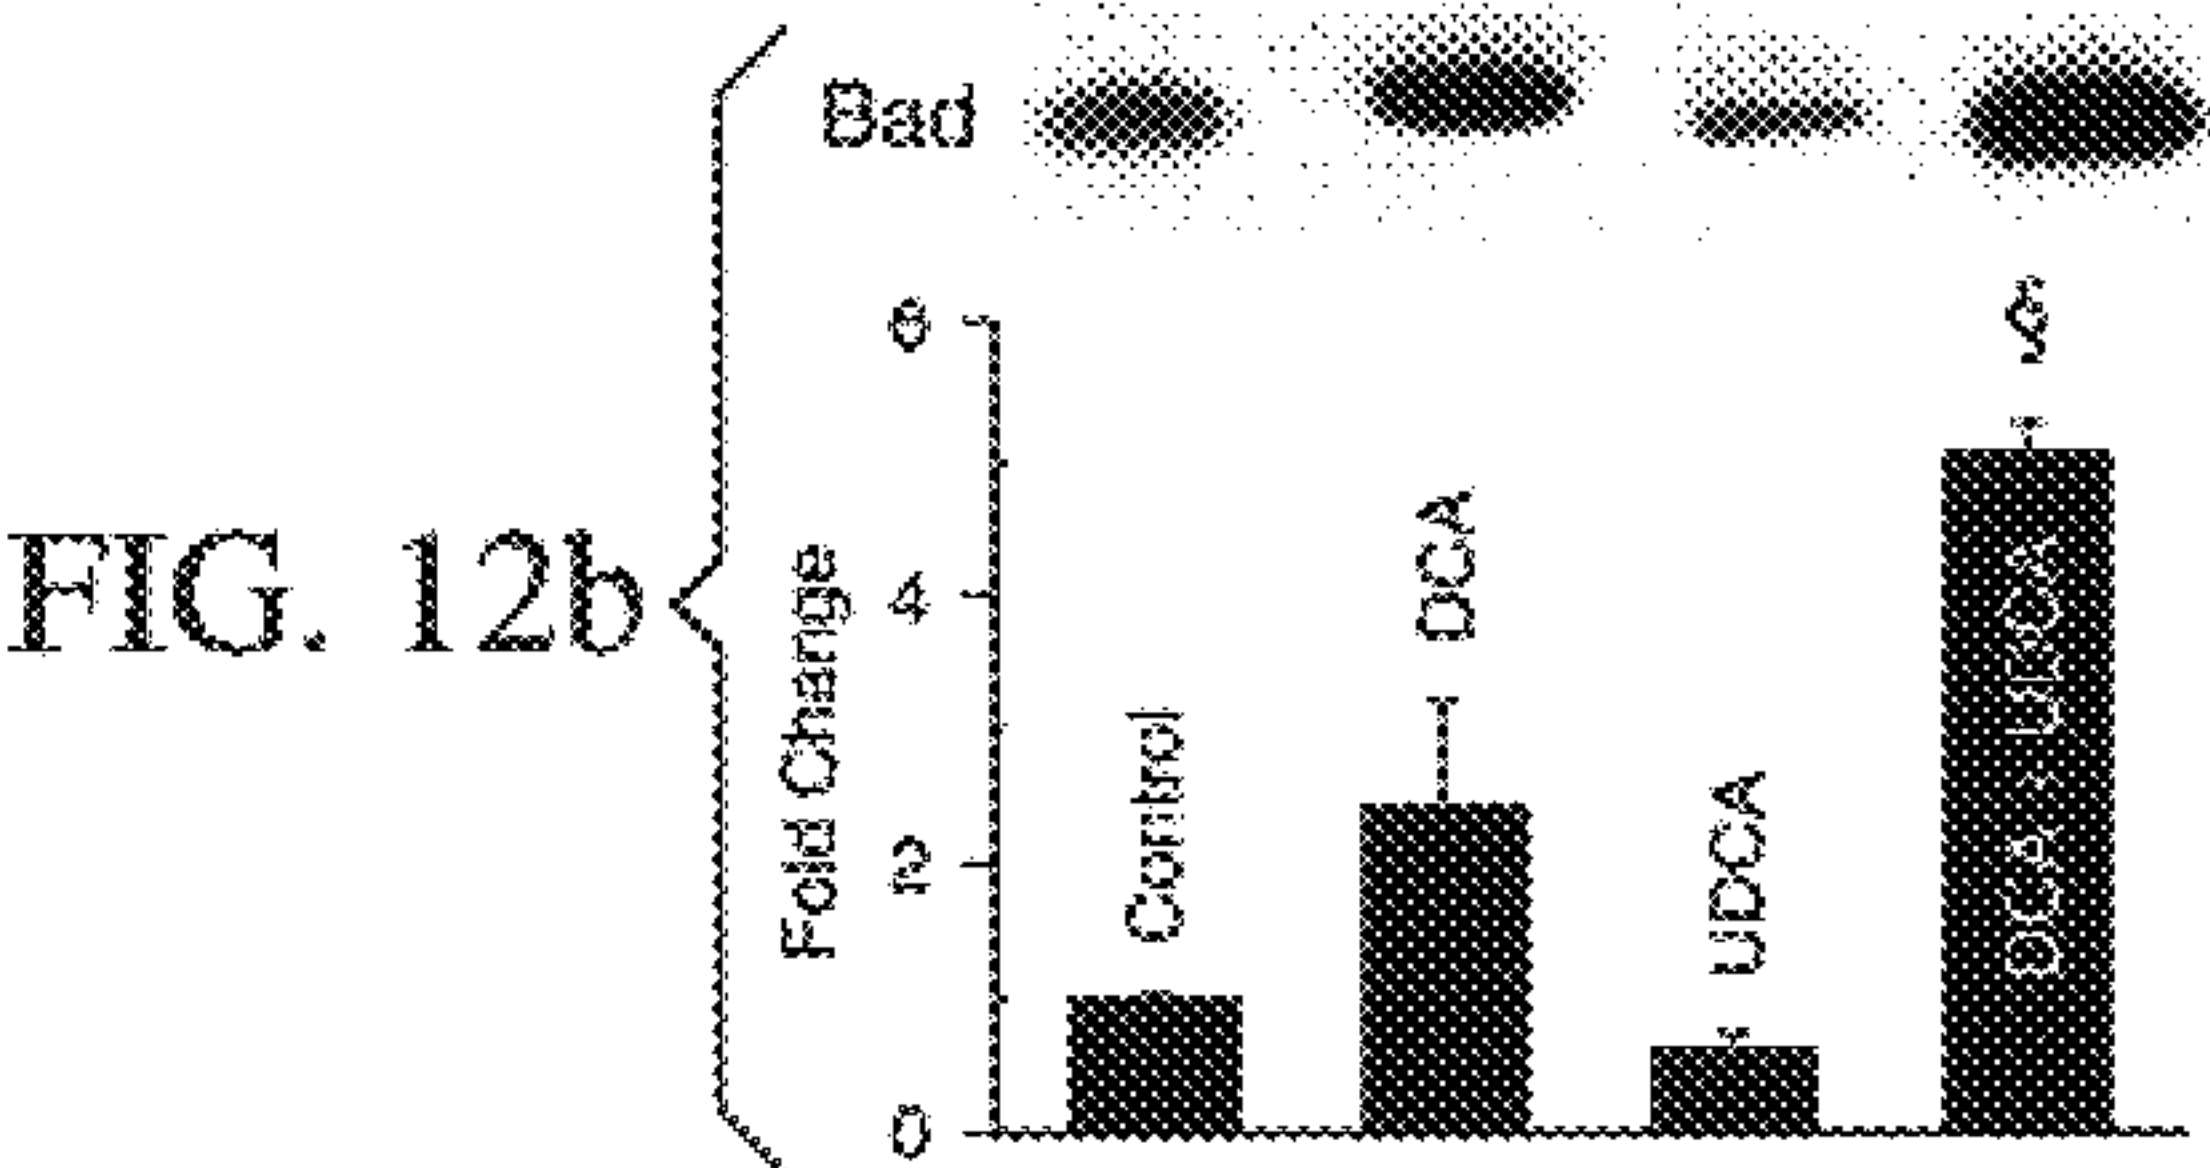 FIG. 12b
Bad
Fold Change
6
4
2
0
Control
DCA
UDCA
DCA + UDCA
§